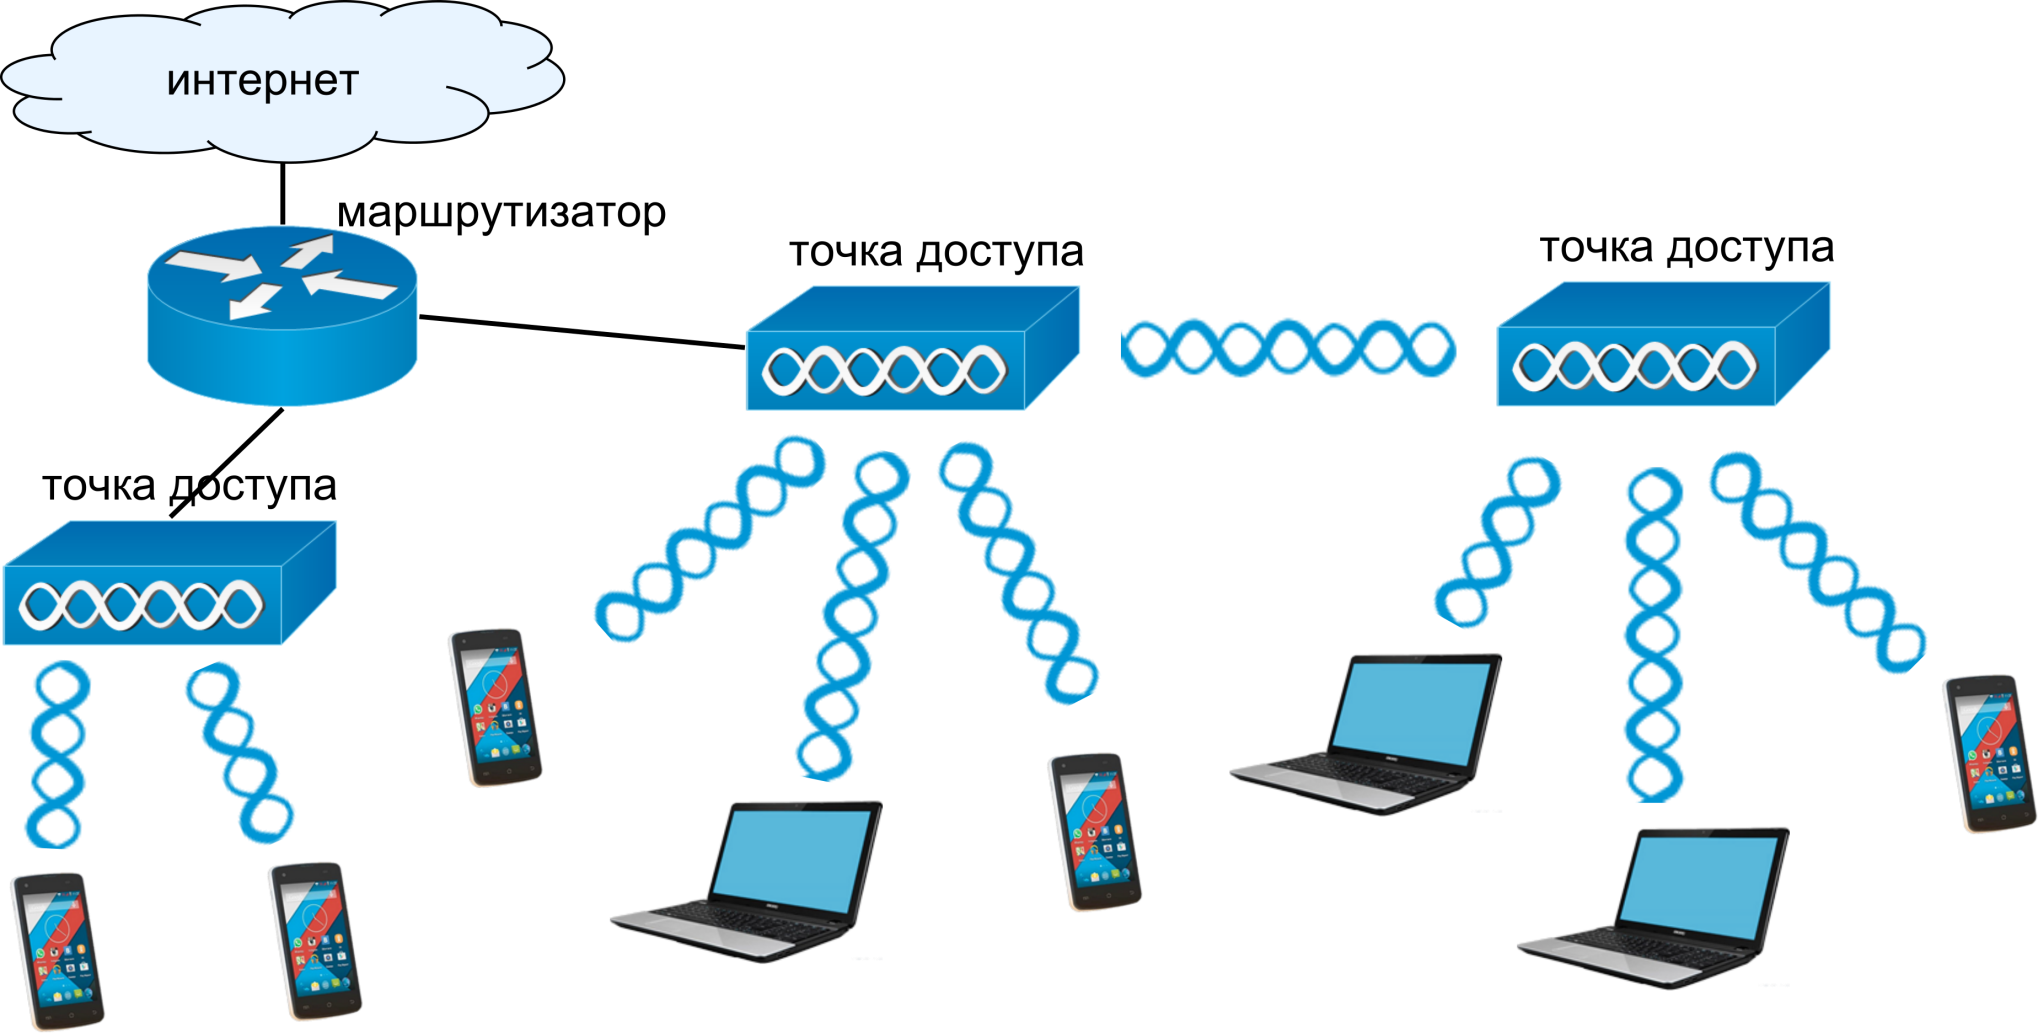 интернет
маршрутизатор
точка доступа
точка доступа
точка доступа